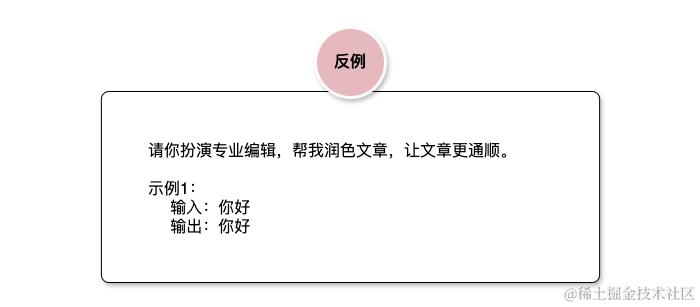 反例
请你扮演专业编辑，帮我润色文章，让文章更通顺。
示例1：
输入：你好
输出：你好
@稀土掘金技术社区